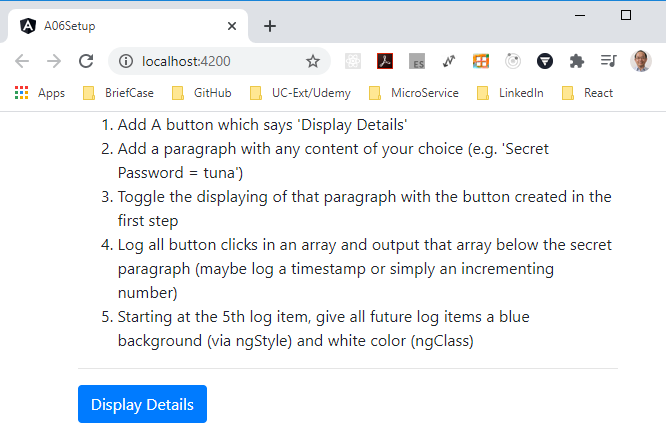 A06Setup
localhost:4200
ES
Apps BriefCase GitHub UC-Ext/Udemy MicroService LinkedIn React
1. Add A button which says 'Display Details'
2. Add a paragraph with any content of your choice (e.g. 'Secret
Password = tuna')
3. Toggle the displaying of that paragraph with the button created in the
first step
4. Log all button clicks in an array and output that array below the secret
paragraph (maybe log a timestamp or simply an incrementing
number)
5. Starting at the 5th log item, give all future log items a blue
background (via ngStyle) and white color (ngClass)
Display Details